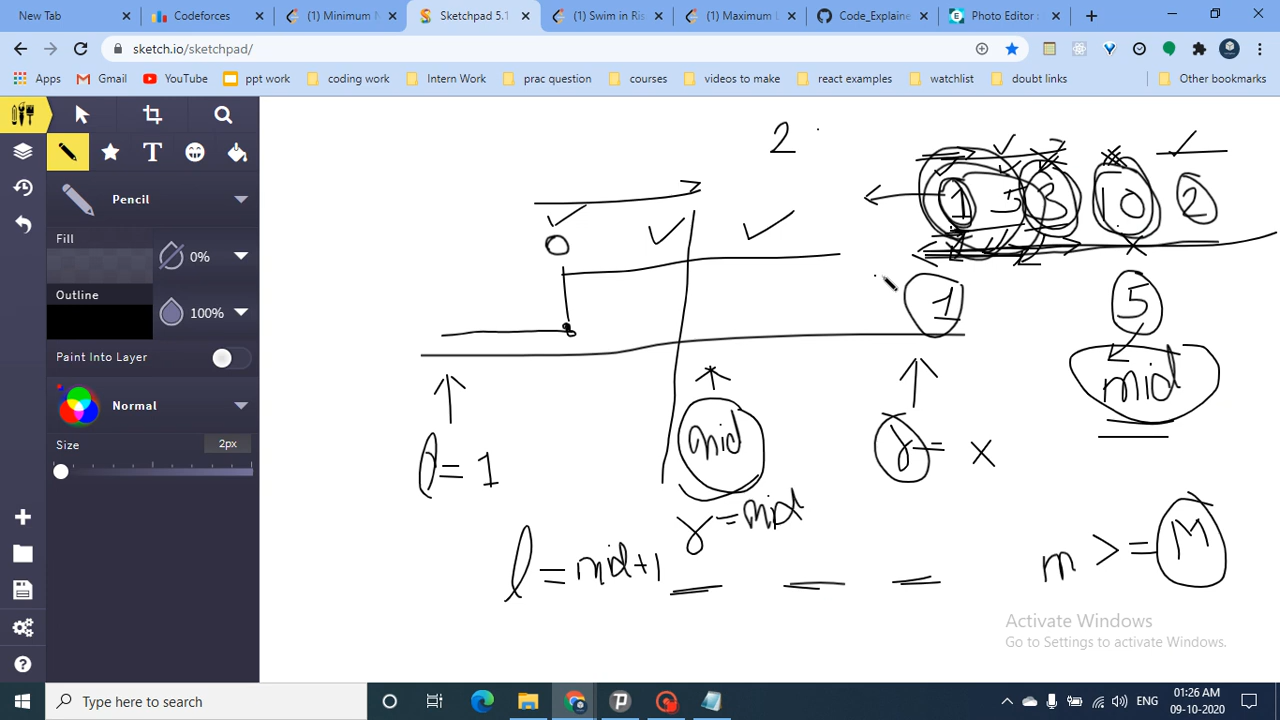 New Tab
Codeforces
(1) Minimum N
Sketchpad 5.1
(1) Swim in Ris
(1) Maximum L
Code_Explaine
Photo Editor :
sketch.io/sketchpad/
Apps
Gmail
YouTube
ppt work
coding work
Intern Work
prac question
courses
videos to make
react examples
watchlist
doubt links
Other bookmarks
Pencil
Fill
0%
Outline
100%
Paint Into Layer
Normal
Size
2px
2
1 5 3 10 2
0
1
5
mid
mid
l = 1
r = x
r = mid
l = mid+1
m >= M
Activate Windows
Go to Settings to activate Windows.
Type here to search
ENG
01:26 AM
09-10-2020